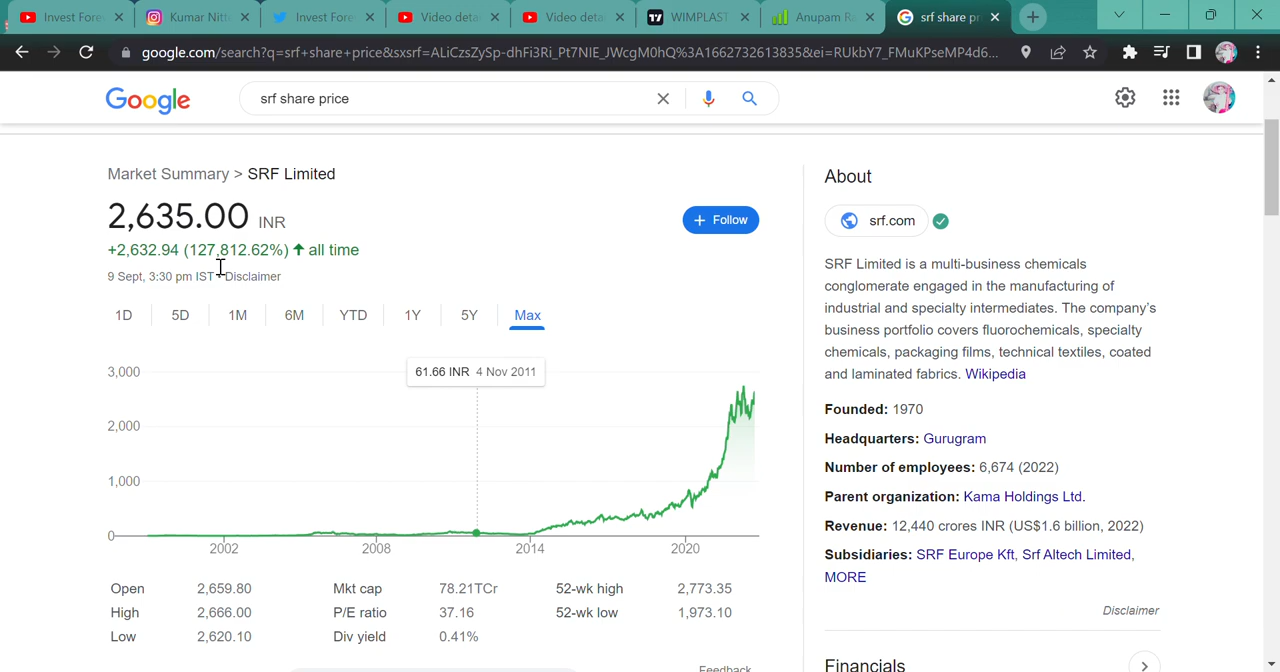 Invest Fore
Kumar Nitt
Invest Fore
Video deta
Video deta
WIMPLAST
Anupam Ra
srf share pr
google.com/search?q=srf+share+price&sxsrf=ALiCzsZySp-dhFi3Ri_Pt7NIE_JWcgM0hQ%3A1662732613835&ei=RUkbY7_FMuKPseMP4d6...
Google
srf share price
Market Summary > SRF Limited
2,635.00 INR
+ Follow
+2,632.94 (127,812.62%) ↑ all time
9 Sept, 3:30 pm IST • Disclaimer
1D 5D 1M 6M YTD 1Y 5Y Max
61.66 INR 4 Nov 2011
3,000
2,000
1,000
0
2002 2008 2014 2020
Open 2,659.80 Mkt cap 78.21TCr 52-wk high 2,773.35
High 2,666.00 P/E ratio 37.16 52-wk low 1,973.10
Low 2,620.10 Div yield 0.41%
Feedback
About
srf.com
SRF Limited is a multi-business chemicals
conglomerate engaged in the manufacturing of
industrial and specialty intermediates. The company's
business portfolio covers fluorochemicals, specialty
chemicals, packaging films, technical textiles, coated
and laminated fabrics. Wikipedia
Founded: 1970
Headquarters: Gurugram
Number of employees: 6,674 (2022)
Parent organization: Kama Holdings Ltd.
Revenue: 12,440 crores INR (US$1.6 billion, 2022)
Subsidiaries: SRF Europe Kft, Srf Altech Limited,
MORE
Disclaimer
Financials